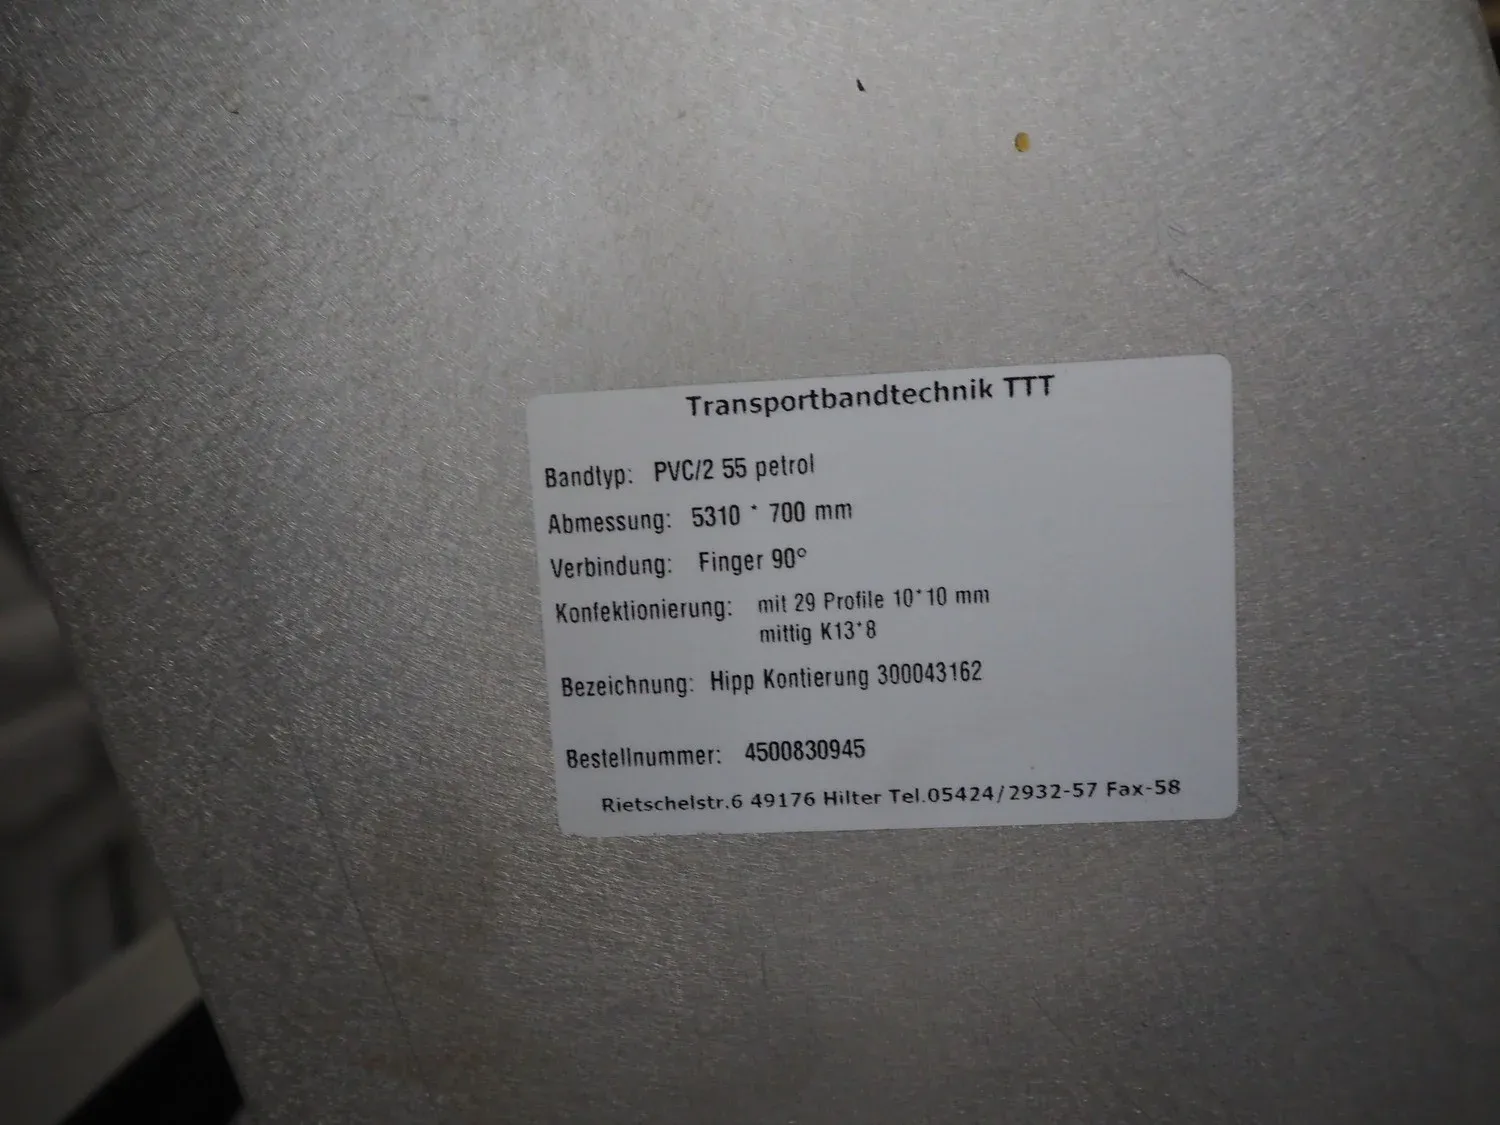 Transportbandtechnik TTT
Bandtyp: PVC/2 55 petrol
Abmessung: 5310 * 700 mm
Verbindung: Finger 90°
Konfektionierung: mit 29 Profile 10*10 mm
mittig K13*8
Bezeichnung: Hipp Kontierung 300043162
Bestellnummer: 4500830945
Rietschelstr.6 49176 Hilter Tel.05424/2932-57 Fax-58